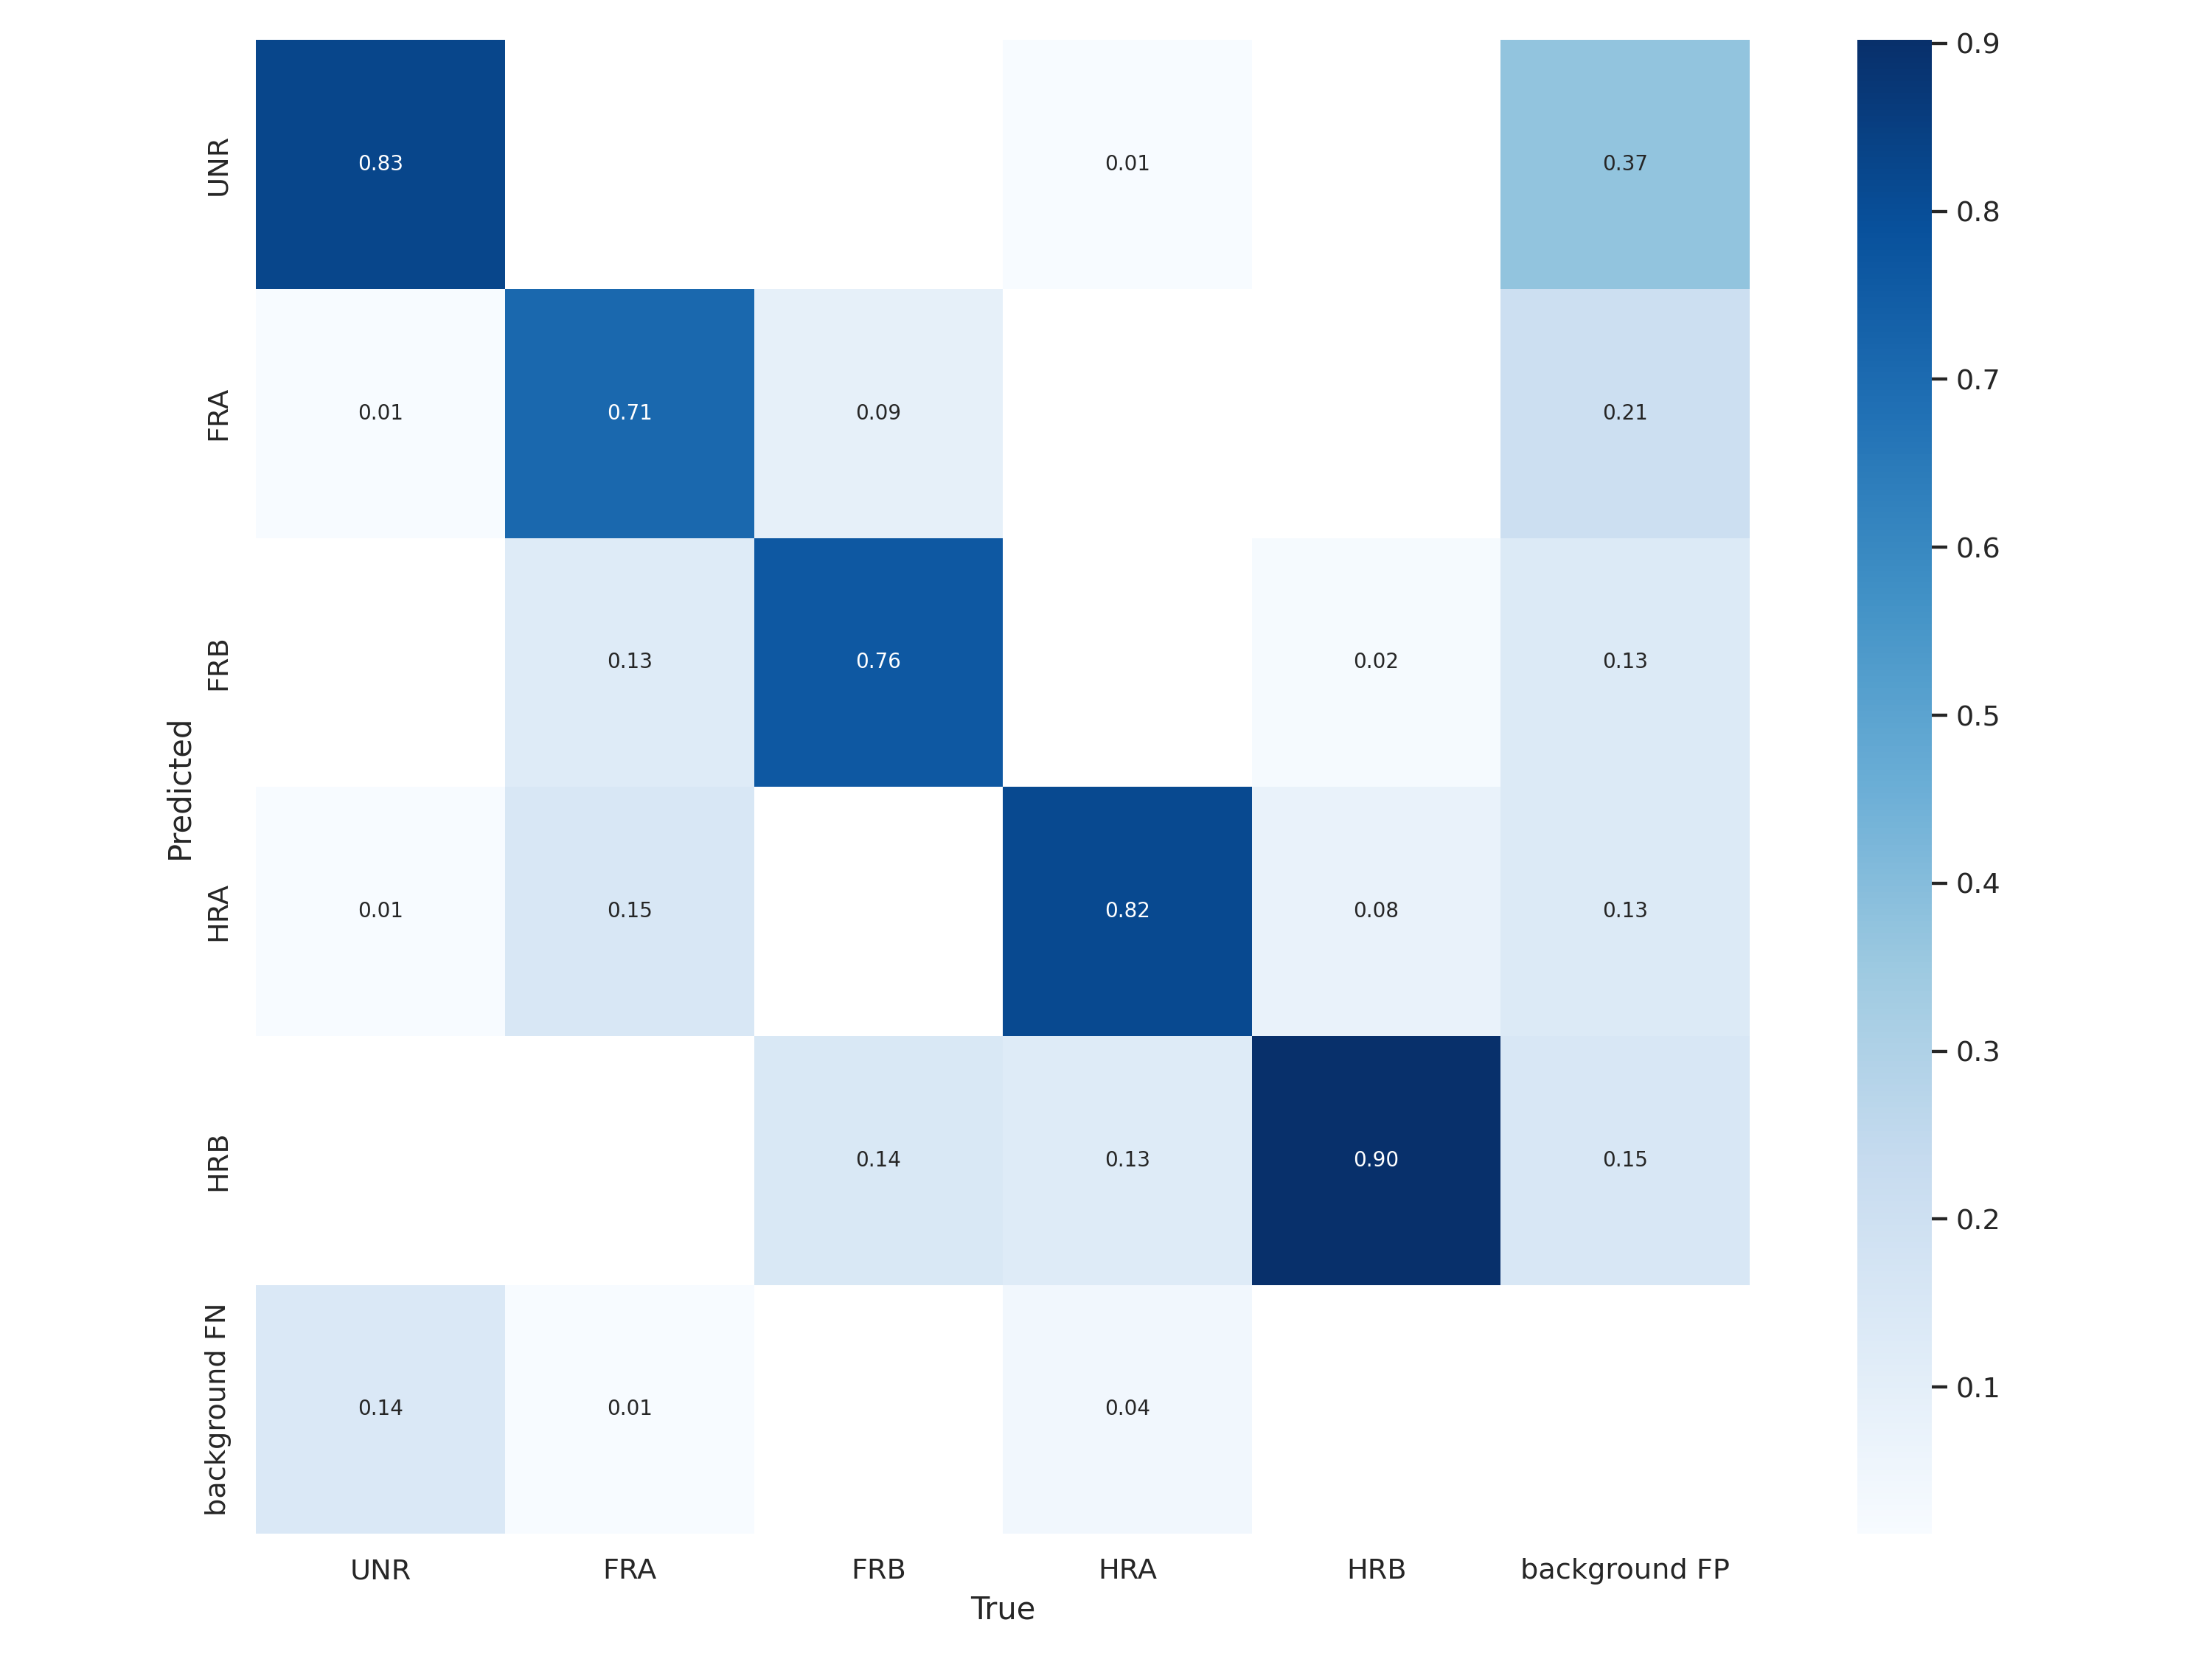 UNR 0.83 0.01 0.37 0.9
0.8
FRA 0.01 0.71 0.09 0.21 0.7
0.6
FRB 0.13 0.76 0.02 0.13
0.5
Predicted
HRA 0.01 0.15 0.82 0.08 0.13 0.4
0.3
HRB 0.14 0.13 0.90 0.15
0.2
0.1
background FN 0.14 0.01 0.04
UNR FRA FRB HRA HRB background FP
True